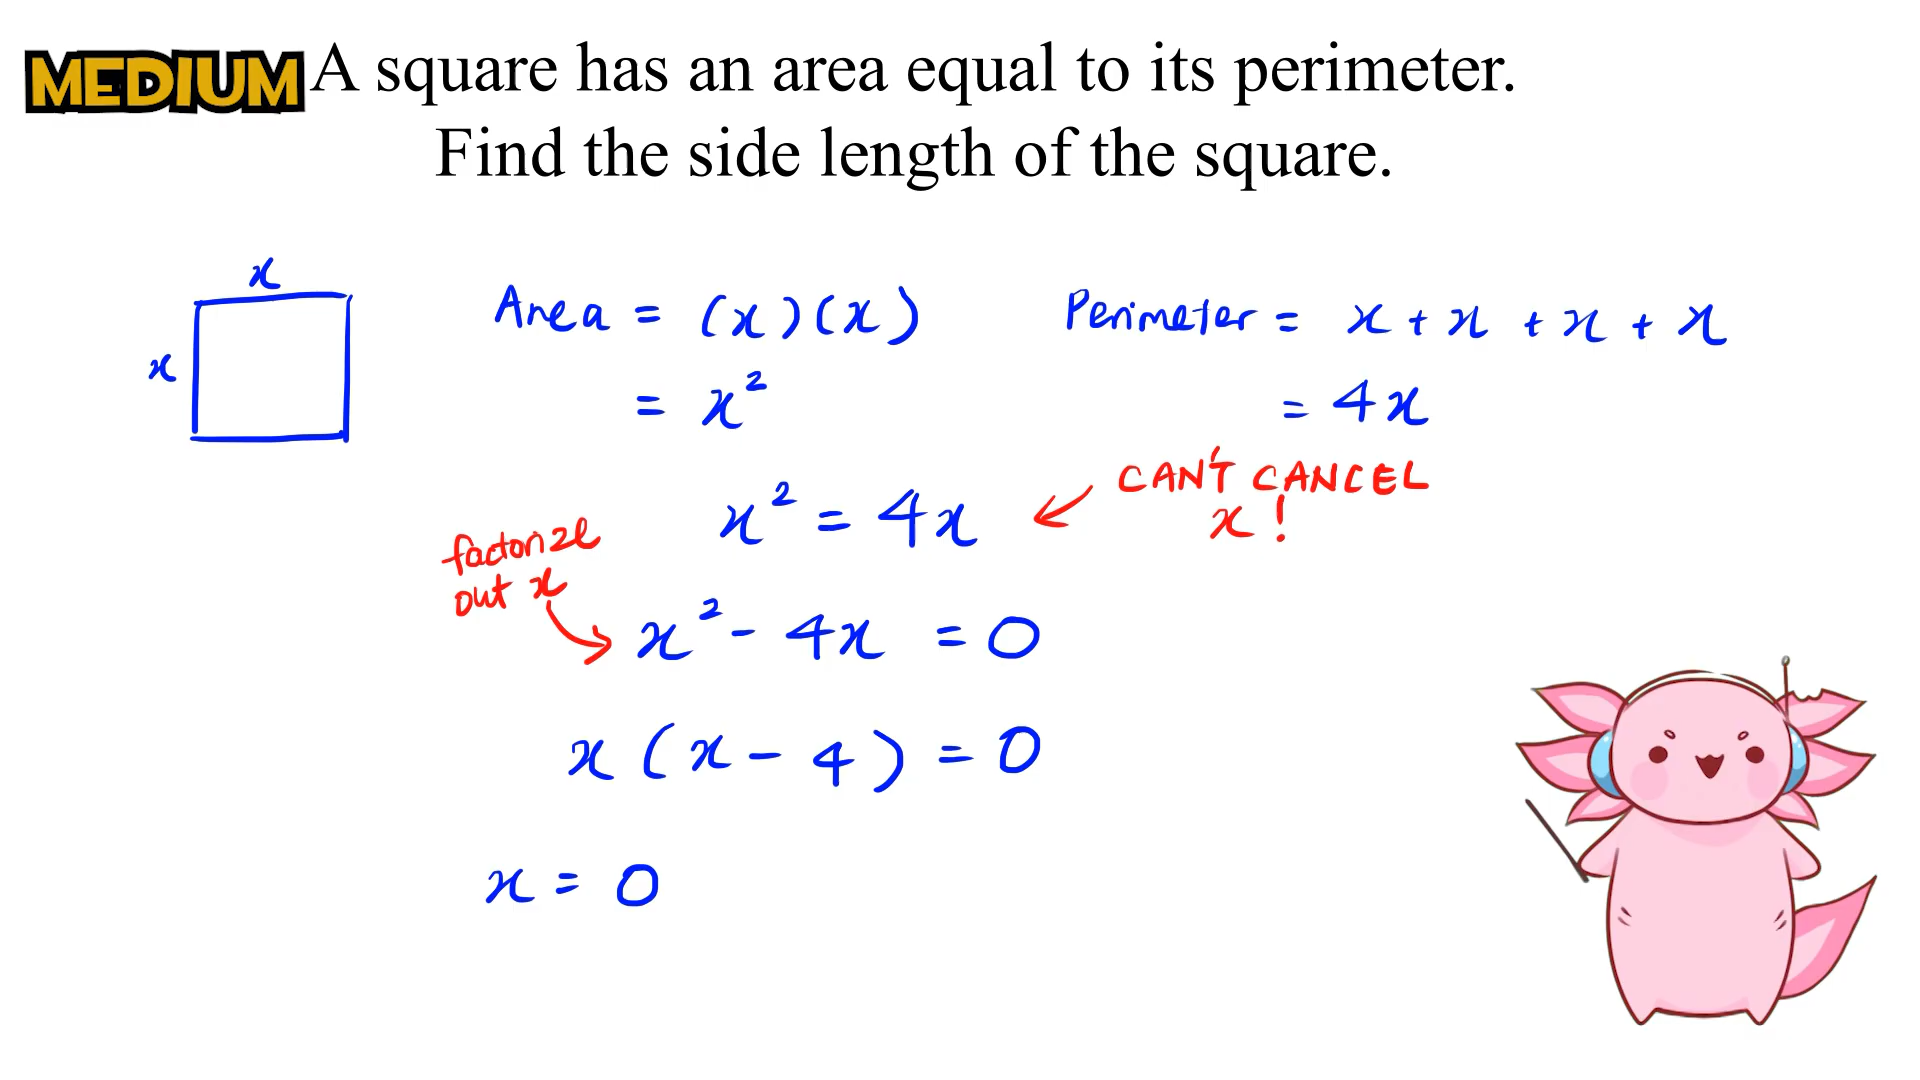 MEDIUM A square has an area equal to its perimeter.
Find the side length of the square.
x
x
Area = (x)(x)
= x²
Perimeter = x + x + x + x
= 4x
x² = 4x
CAN'T CANCEL
x!
factorize
out x
x² - 4x = 0
x(x - 4) = 0
x = 0